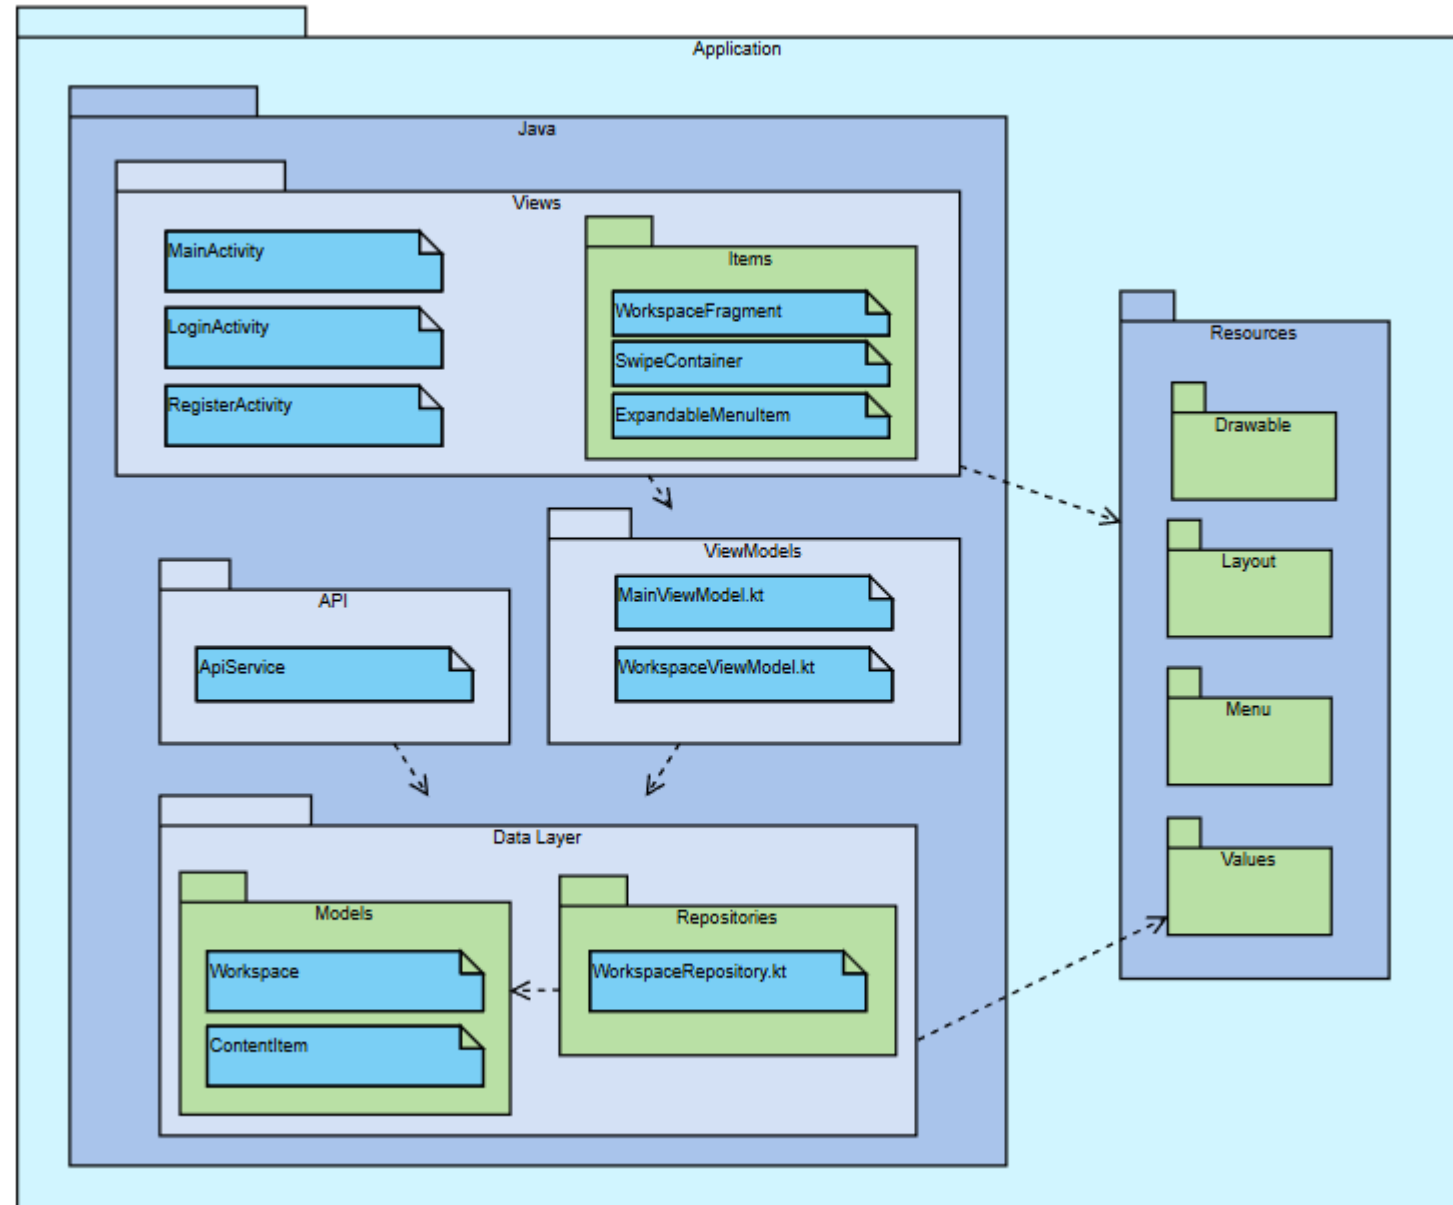 Application
Java
Views
MainActivity
LoginActivity
RegisterActivity
Items
WorkspaceFragment
SwipeContainer
ExpandableMenuItem
ViewModels
MainViewModel.kt
WorkspaceViewModel.kt
API
ApiService
Data Layer
Models
Workspace
ContentItem
Repositories
WorkspaceRepository.kt
Resources
Drawable
Layout
Menu
Values